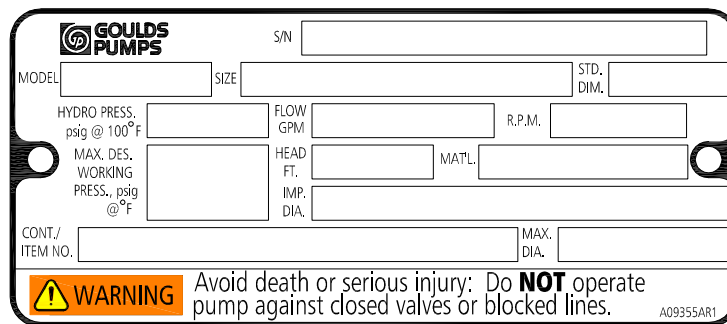 GOULDS PUMPS
S/N
MODEL SIZE STD. DIM.
HYDRO PRESS. psig @ 100°F FLOW GPM R.P.M.
MAX. DES. WORKING PRESS., psig @°F HEAD FT. MAT'L.
IMP. DIA.
CONT./ ITEM NO. MAX. DIA.
WARNING
Avoid death or serious injury: Do NOT operate
pump against closed valves or blocked lines.
A09355AR1